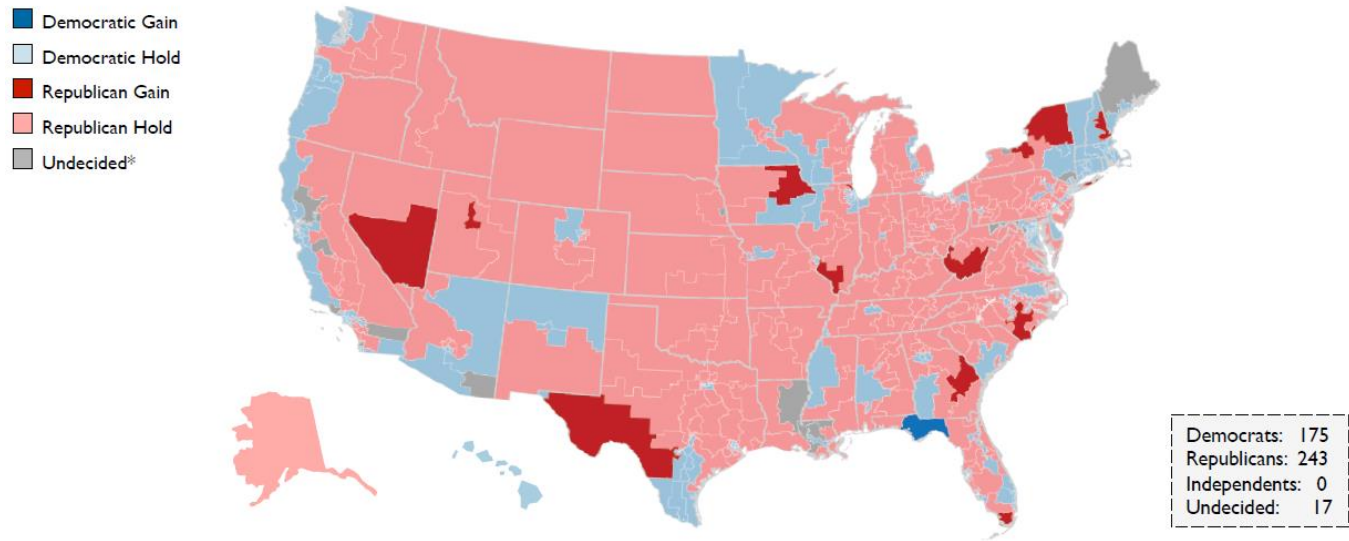 Democratic Gain
Democratic Hold
Republican Gain
Republican Hold
Undecided*
Democrats: 175
Republicans: 243
Independents: 0
Undecided: 17